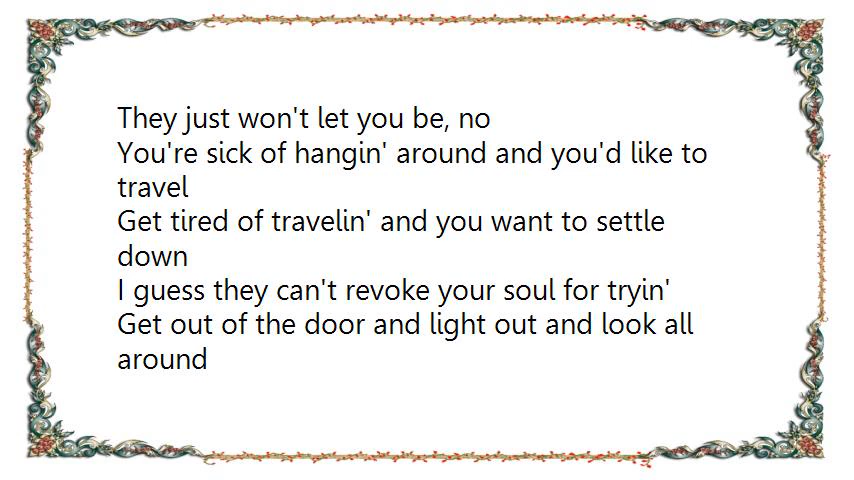 They just won't let you be, no
You're sick of hangin' around and you'd like to
travel
Get tired of travelin' and you want to settle
down
I guess they can't revoke your soul for tryin'
Get out of the door and light out and look all
around